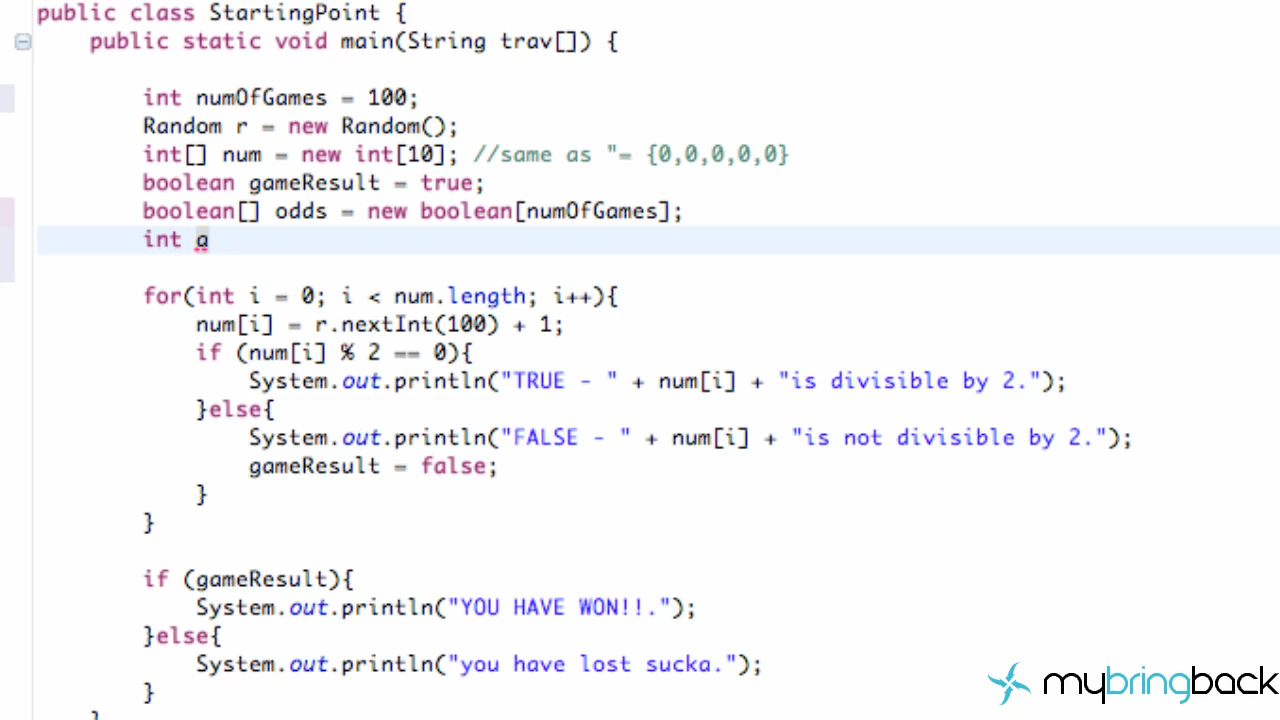 public class StartingPoint {
public static void main(String trav[]) {
int numOfGames = 100;
Random r = new Random();
int[] num = new int[10]; //same as "= {0,0,0,0,0}
boolean gameResult = true;
boolean[] odds = new boolean[numOfGames];
int a
for(int i = 0; i < num.length; i++){
num[i] = r.nextInt(100) + 1;
if (num[i] % 2 == 0){
System.out.println("TRUE - " + num[i] + "is divisible by 2.");
}else{
System.out.println("FALSE - " + num[i] + "is not divisible by 2.");
gameResult = false;
}
}
if (gameResult){
System.out.println("YOU HAVE WON!!.");
}else{
System.out.println("you have lost sucka.");
}
}
mybringback